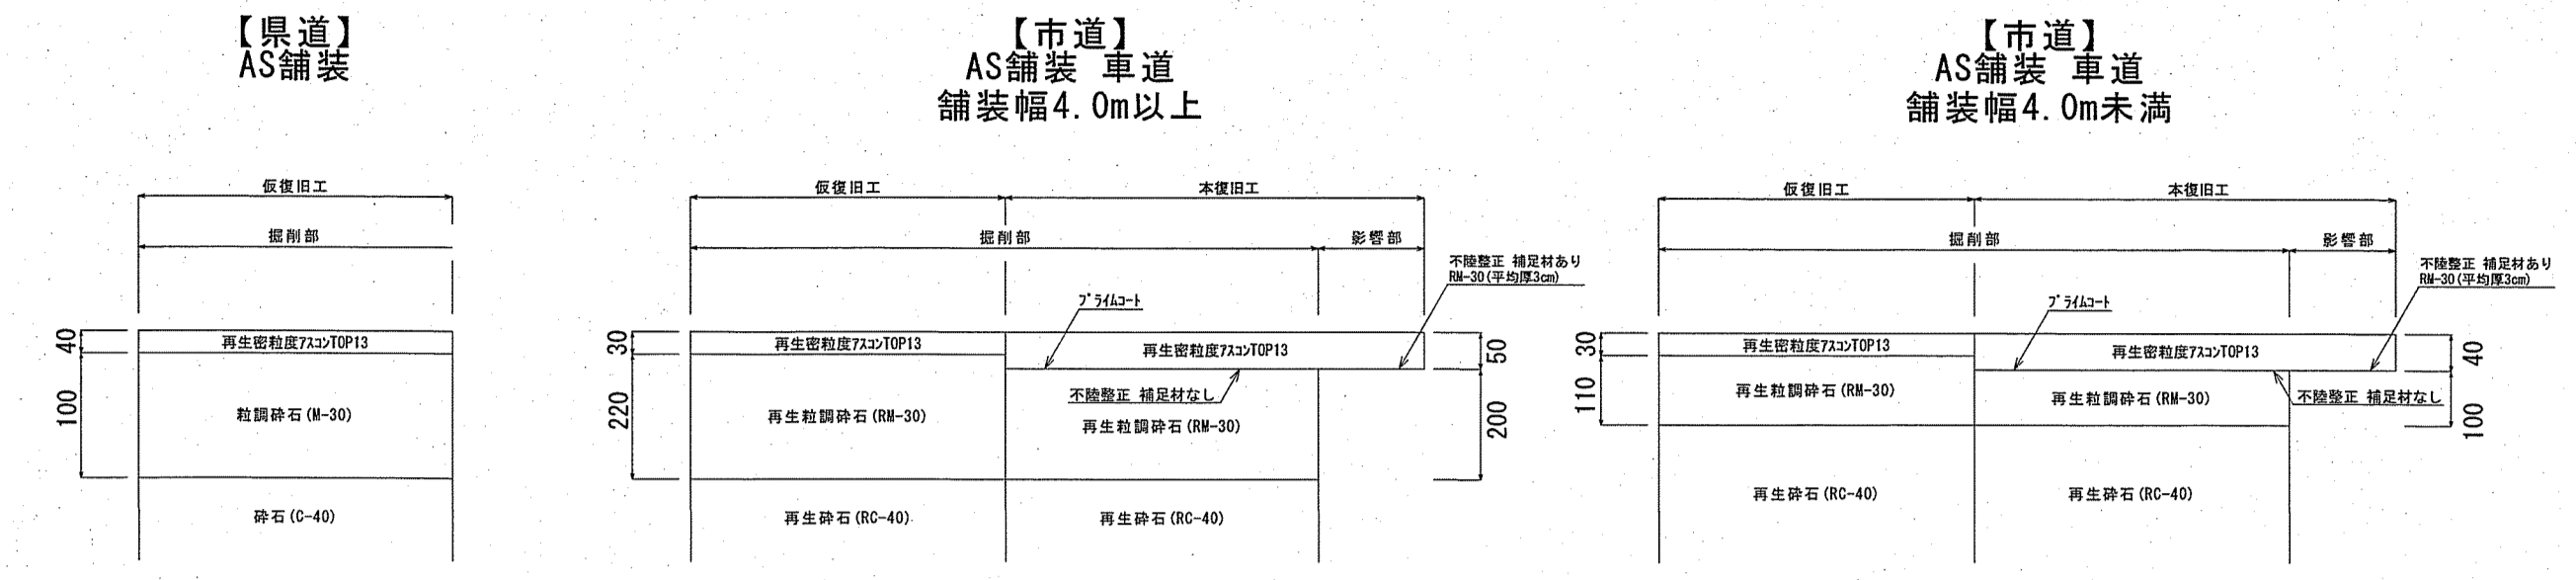 【県道】
AS舗装
仮復旧工
掘削部
40
100
再生密粒度ｱｽｺﾝTOP13
粒調砕石(M-30)
砕石(C-40)
【市道】
AS舗装 車道
舗装幅4.0m以上
仮復旧工
本復旧工
掘削部
影響部
不陸整正 補足材あり
RM-30(平均厚3cm)
ﾌﾟﾗｲﾑｺｰﾄ
30
220
再生密粒度ｱｽｺﾝTOP13
再生密粒度ｱｽｺﾝTOP13
50
200
不陸整正 補足材なし
再生粒調砕石(RM-30)
再生粒調砕石(RM-30)
再生砕石(RC-40)
再生砕石(RC-40)
【市道】
AS舗装 車道
舗装幅4.0m未満
仮復旧工
本復旧工
掘削部
影響部
不陸整正 補足材あり
RM-30(平均厚3cm)
ﾌﾟﾗｲﾑｺｰﾄ
30
110
再生密粒度ｱｽｺﾝTOP13
再生密粒度ｱｽｺﾝTOP13
40
100
再生粒調砕石(RM-30)
再生粒調砕石(RM-30)
不陸整正 補足材なし
再生砕石(RC-40)
再生砕石(RC-40)